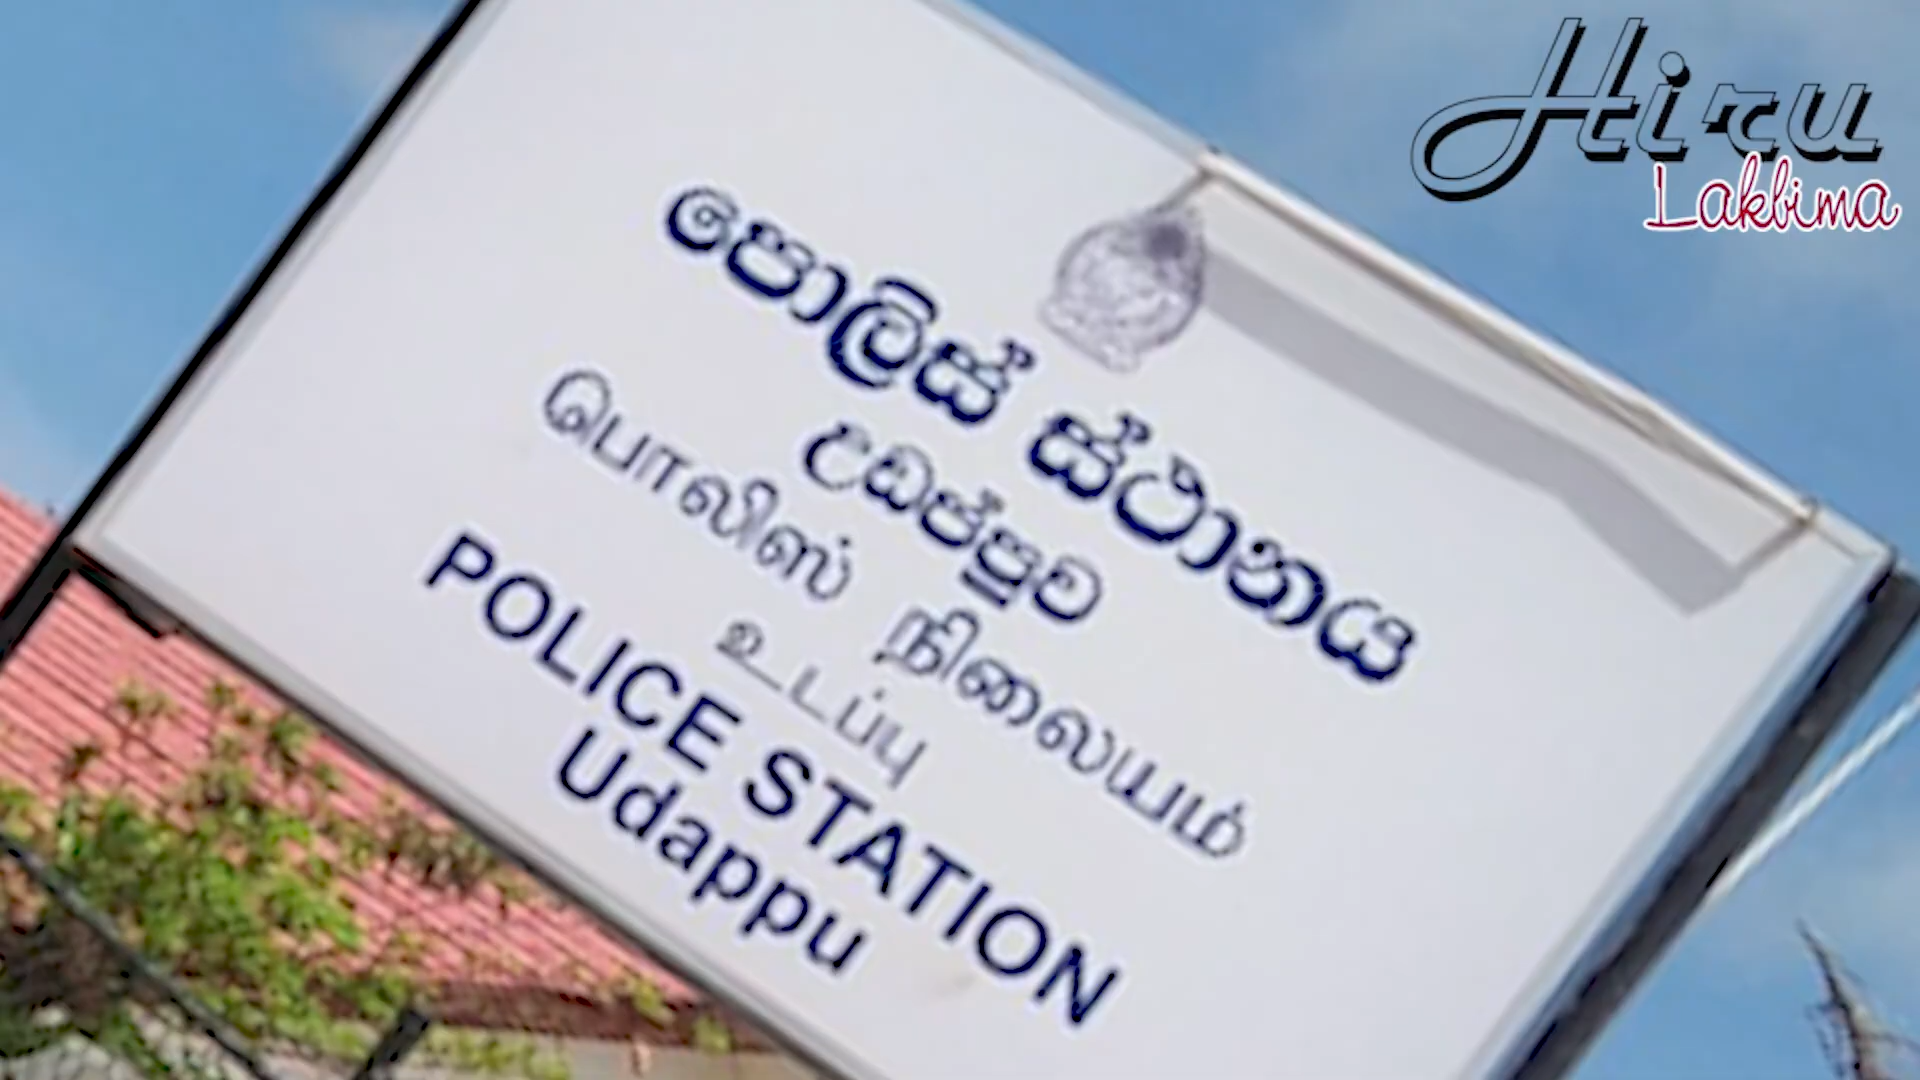 පොලිස් ස්ථානය
උඩප්පුව
பொலிஸ் நிலையம்
உடப்பு
POLICE STATION
Udappu
Hiru
Lakbima